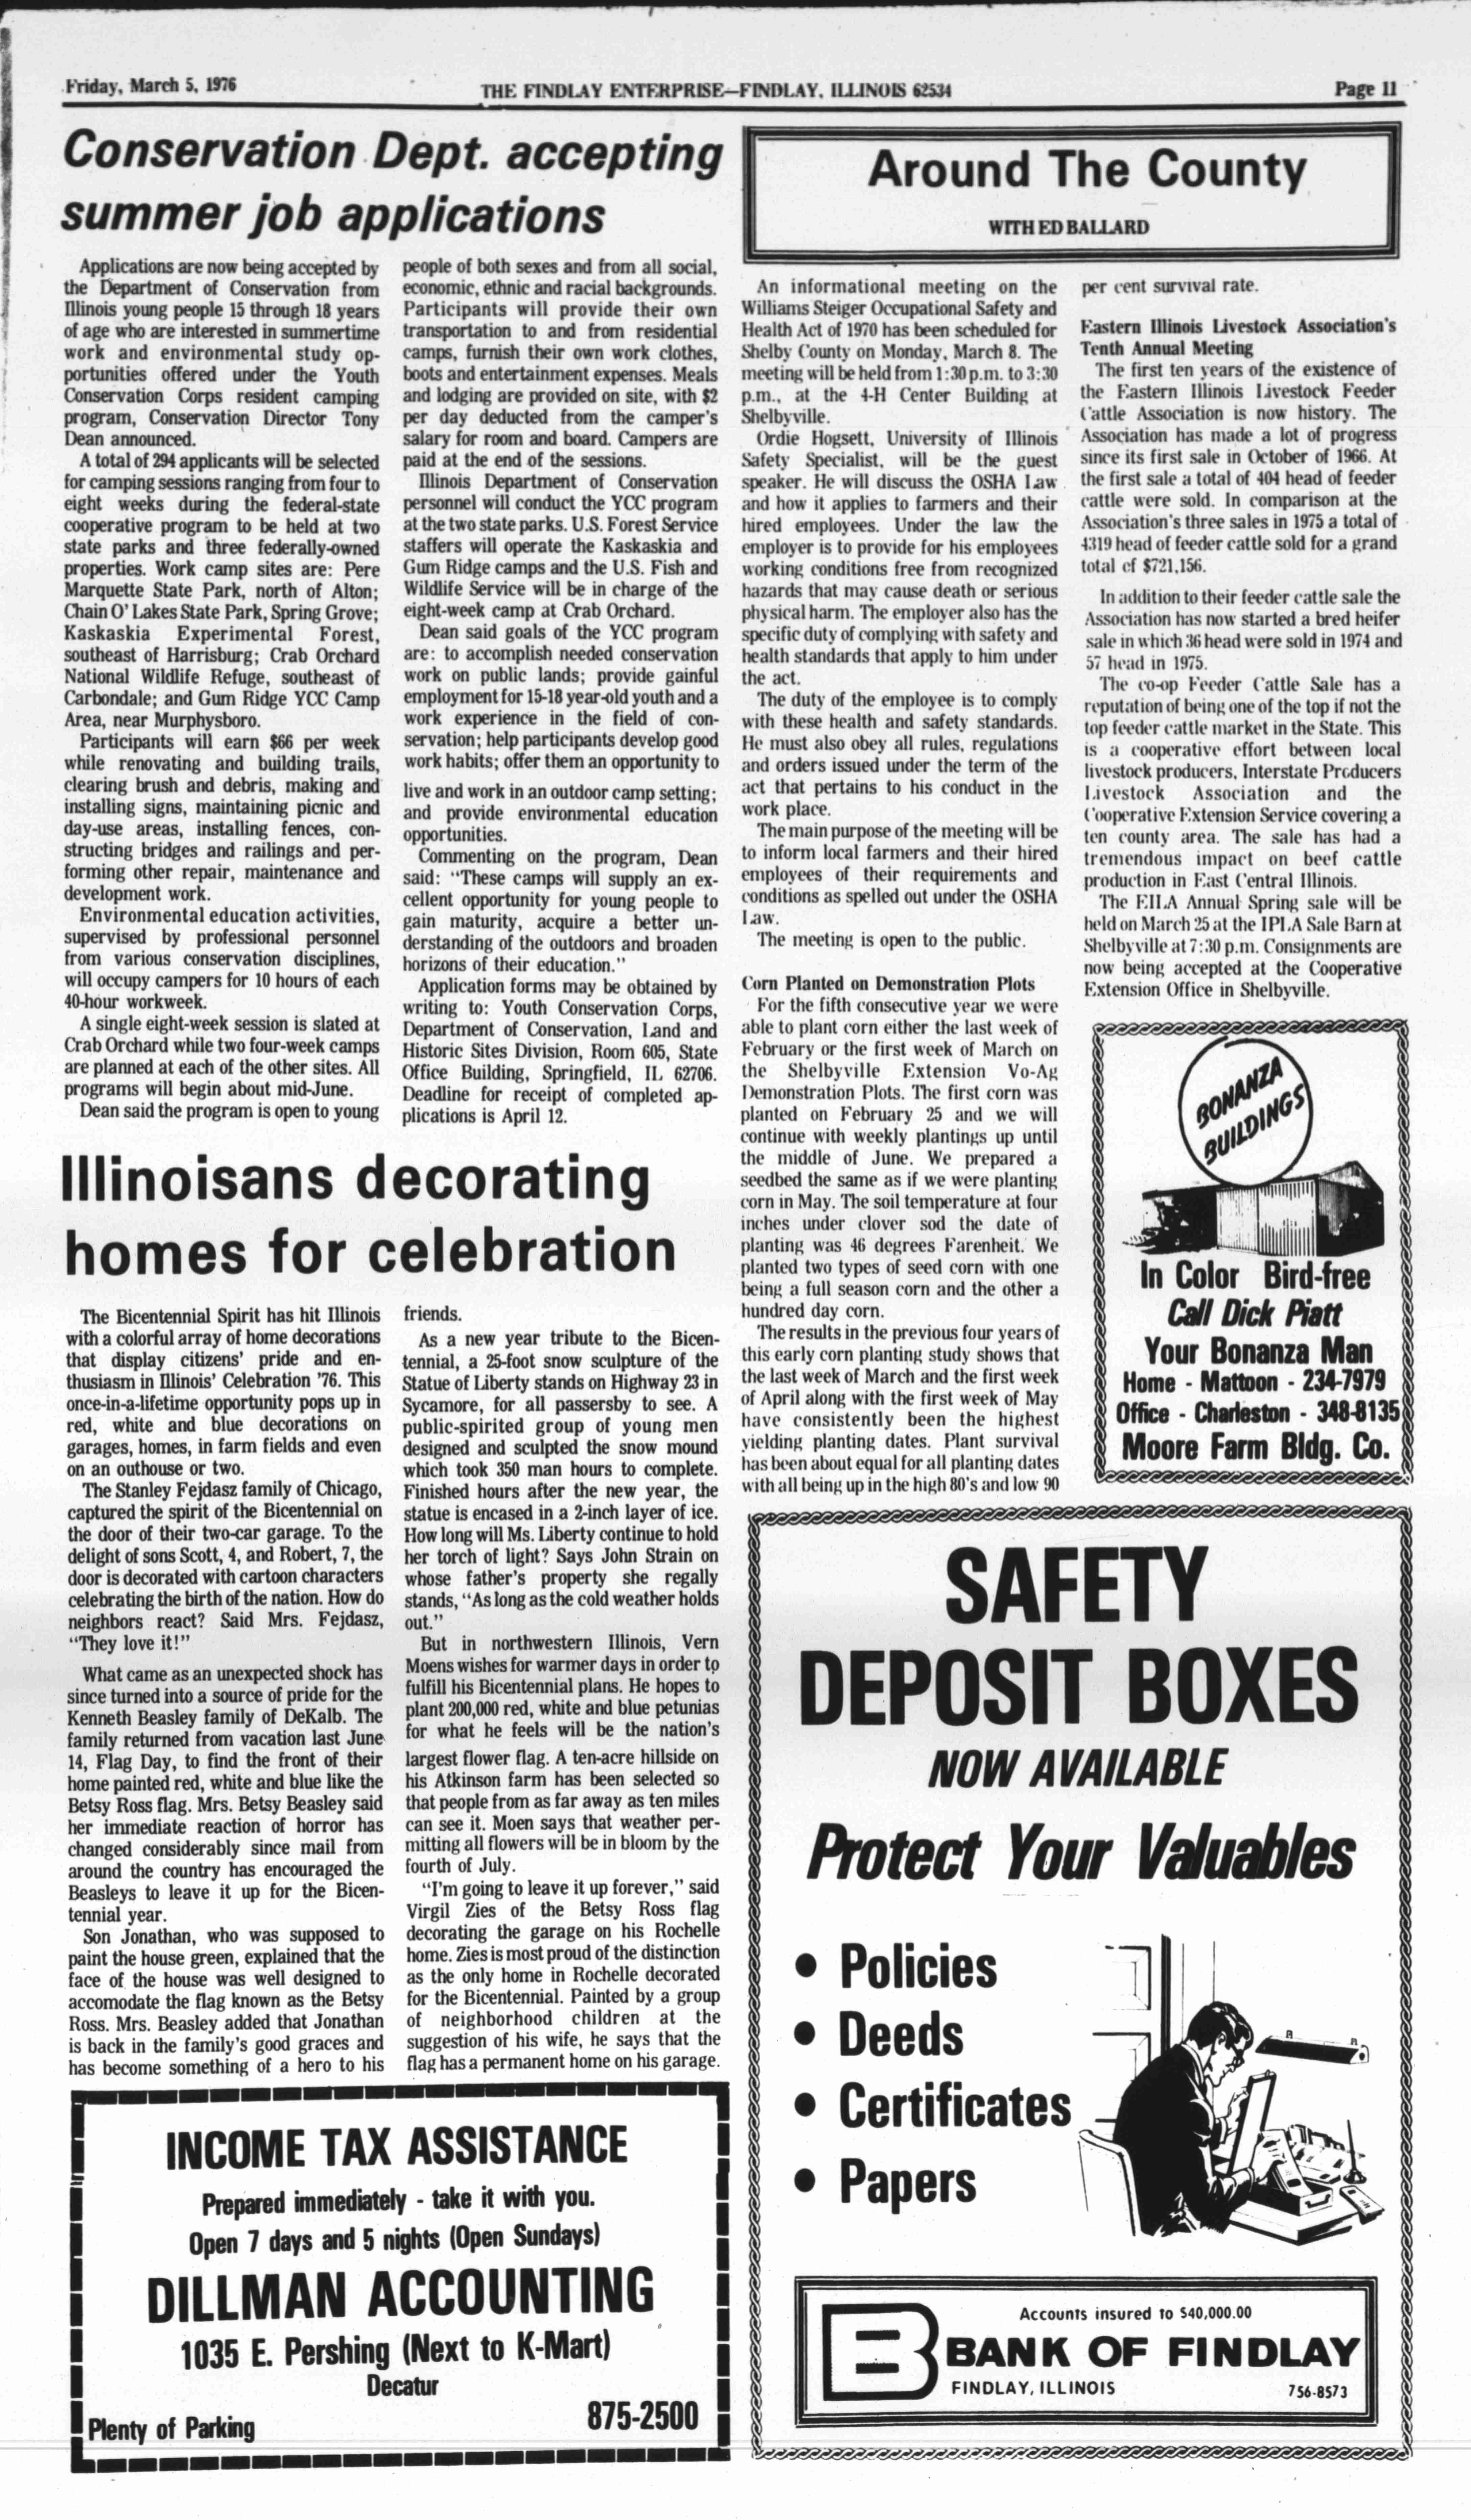 Friday, March 5, 1976
THE FINDLAY ENTERPRISE—FINDLAY, ILLINOIS 62534
Page 11
Conservation Dept. accepting
summer job applications
Applications are now being accepted by
the Department of Conservation from
Illinois young people 15 through 18 years
of age who are interested in summertime
work and environmental study op-
portunities offered under the Youth
Conservation Corps resident camping
program, Conservation Director Tony
Dean announced.
A total of 294 applicants will be selected
for camping sessions ranging from four to
eight weeks during the federal-state
cooperative program to be held at two
state parks and three federally-owned
properties. Work camp sites are: Pere
Marquette State Park, north of Alton;
Chain O' Lakes State Park, Spring Grove;
Kaskaskia Experimental Forest,
southeast of Harrisburg; Crab Orchard
National Wildlife Refuge, southeast of
Carbondale; and Gum Ridge YCC Camp
Area, near Murphysboro.
Participants will earn $66 per week
while renovating and building trails,
clearing brush and debris, making and
installing signs, maintaining picnic and
day-use areas, installing fences, con-
structing bridges and railings and per-
forming other repair, maintenance and
development work.
Environmental education activities,
supervised by professional personnel
from various conservation disciplines,
will occupy campers for 10 hours of each
40-hour workweek.
A single eight-week session is slated at
Crab Orchard while two four-week camps
are planned at each of the other sites. All
programs will begin about mid-June.
Dean said the program is open to young
people of both sexes and from all social,
economic, ethnic and racial backgrounds.
Participants will provide their own
transportation to and from residential
camps, furnish their own work clothes,
boots and entertainment expenses. Meals
and lodging are provided on site, with $2
per day deducted from the camper's
salary for room and board. Campers are
paid at the end of the sessions.
Illinois Department of Conservation
personnel will conduct the YCC program
at the two state parks. U.S. Forest Service
staffers will operate the Kaskaskia and
Gum Ridge camps and the U.S. Fish and
Wildlife Service will be in charge of the
eight-week camp at Crab Orchard.
Dean said goals of the YCC program
are: to accomplish needed conservation
work on public lands; provide gainful
employment for 15-18 year-old youth and a
work experience in the field of con-
servation; help participants develop good
work habits; offer them an opportunity to
live and work in an outdoor camp setting;
and provide environmental education
opportunities.
Commenting on the program, Dean
said: "These camps will supply an ex-
cellent opportunity for young people to
gain maturity, acquire a better un-
derstanding of the outdoors and broaden
horizons of their education."
Application forms may be obtained by
writing to: Youth Conservation Corps,
Department of Conservation, Land and
Historic Sites Division, Room 605, State
Office Building, Springfield, IL 62706.
Deadline for receipt of completed ap-
plications is April 12.
Illinoisans decorating
homes for celebration
The Bicentennial Spirit has hit Illinois
with a colorful array of home decorations
that display citizens' pride and en-
thusiasm in Illinois' Celebration '76. This
once-in-a-lifetime opportunity pops up in
red, white and blue decorations on
garages, homes, in farm fields and even
on an outhouse or two.
The Stanley Fejdasz family of Chicago,
captured the spirit of the Bicentennial on
the door of their two-car garage. To the
delight of sons Scott, 4, and Robert, 7, the
door is decorated with cartoon characters
celebrating the birth of the nation. How do
neighbors react? Said Mrs. Fejdasz,
"They love it!"
What came as an unexpected shock has
since turned into a source of pride for the
Kenneth Beasley family of DeKalb. The
family returned from vacation last June
14, Flag Day, to find the front of their
home painted red, white and blue like the
Betsy Ross flag. Mrs. Betsy Beasley said
her immediate reaction of horror has
changed considerably since mail from
around the country has encouraged the
Beasleys to leave it up for the Bicen-
tennial year.
Son Jonathan, who was supposed to
paint the house green, explained that the
face of the house was well designed to
accomodate the flag known as the Betsy
Ross. Mrs. Beasley added that Jonathan
is back in the family's good graces and
has become something of a hero to his
friends.
As a new year tribute to the Bicen-
tennial, a 25-foot snow sculpture of the
Statue of Liberty stands on Highway 23 in
Sycamore, for all passersby to see. A
public-spirited group of young men
designed and sculpted the snow mound
which took 350 man hours to complete.
Finished hours after the new year, the
statue is encased in a 2-inch layer of ice.
How long will Ms. Liberty continue to hold
her torch of light? Says John Strain on
whose father's property she regally
stands, "As long as the cold weather holds
out."
But in northwestern Illinois, Vern
Moens wishes for warmer days in order to
fulfill his Bicentennial plans. He hopes to
plant 200,000 red, white and blue petunias
for what he feels will be the nation's
largest flower flag. A ten-acre hillside on
his Atkinson farm has been selected so
that people from as far away as ten miles
can see it. Moen says that weather per-
mitting all flowers will be in bloom by the
fourth of July.
"I'm going to leave it up forever," said
Virgil Zies of the Betsy Ross flag
decorating the garage on his Rochelle
home. Zies is most proud of the distinction
as the only home in Rochelle decorated
for the Bicentennial. Painted by a group
of neighborhood children at the
suggestion of his wife, he says that the
flag has a permanent home on his garage.
INCOME TAX ASSISTANCE
Prepared immediately - take it with you.
Open 7 days and 5 nights (Open Sundays)
DILLMAN ACCOUNTING
1035 E. Pershing (Next to K-Mart)
Decatur
875-2500
Plenty of Parking
Around The County
WITH ED BALLARD
An informational meeting on the
Williams Steiger Occupational Safety and
Health Act of 1970 has been scheduled for
Shelby County on Monday, March 8. The
meeting will be held from 1:30 p.m. to 3:30
p.m., at the 4-H Center Building at
Shelbyville.
Ordie Hogsett, University of Illinois
Safety Specialist, will be the guest
speaker. He will discuss the OSHA Law
and how it applies to farmers and their
hired employees. Under the law the
employer is to provide for his employees
working conditions free from recognized
hazards that may cause death or serious
physical harm. The employer also has the
specific duty of complying with safety and
health standards that apply to him under
the act.
The duty of the employee is to comply
with these health and safety standards.
He must also obey all rules, regulations
and orders issued under the term of the
act that pertains to his conduct in the
work place.
The main purpose of the meeting will be
to inform local farmers and their hired
employees of their requirements and
conditions as spelled out under the OSHA
Law.
The meeting is open to the public.
Corn Planted on Demonstration Plots
For the fifth consecutive year we were
able to plant corn either the last week of
February or the first week of March on
the Shelbyville Extension Vo-Ag
Demonstration Plots. The first corn was
planted on February 25 and we will
continue with weekly plantings up until
the middle of June. We prepared a
seedbed the same as if we were planting
corn in May. The soil temperature at four
inches under clover sod the date of
planting was 46 degrees Farenheit. We
planted two types of seed corn with one
being a full season corn and the other a
hundred day corn.
The results in the previous four years of
this early corn planting study shows that
the last week of March and the first week
of April along with the first week of May
have consistently been the highest
yielding planting dates. Plant survival
has been about equal for all planting dates
with all being up in the high 80's and low 90
per cent survival rate.
Eastern Illinois Livestock Association's
Tenth Annual Meeting
The first ten years of the existence of
the Eastern Illinois Livestock Feeder
Cattle Association is now history. The
Association has made a lot of progress
since its first sale in October of 1966. At
the first sale a total of 404 head of feeder
cattle were sold. In comparison at the
Association's three sales in 1975 a total of
4319 head of feeder cattle sold for a grand
total of $721,156.
In addition to their feeder cattle sale the
Association has now started a bred heifer
sale in which 36 head were sold in 1974 and
57 head in 1975.
The co-op Feeder Cattle Sale has a
reputation of being one of the top if not the
top feeder cattle market in the State. This
is a cooperative effort between local
livestock producers, Interstate Producers
Livestock Association and the
Cooperative Extension Service covering a
ten county area. The sale has had a
tremendous impact on beef cattle
production in East Central Illinois.
The EILA Annual Spring sale will be
held on March 25 at the IPLA Sale Barn at
Shelbyville at 7:30 p.m. Consignments are
now being accepted at the Cooperative
Extension Office in Shelbyville.
BONANZA
BUILDINGS
In Color Bird-free
Call Dick Piatt
Your Bonanza Man
Home - Mattoon - 234-7979
Office - Charleston - 348-8135
Moore Farm Bldg. Co.
SAFETY
DEPOSIT BOXES
NOW AVAILABLE
Protect Your Valuables
• Policies
• Deeds
• Certificates
• Papers
Accounts insured to $40,000.00
B BANK OF FINDLAY
FINDLAY, ILLINOIS
756-8573